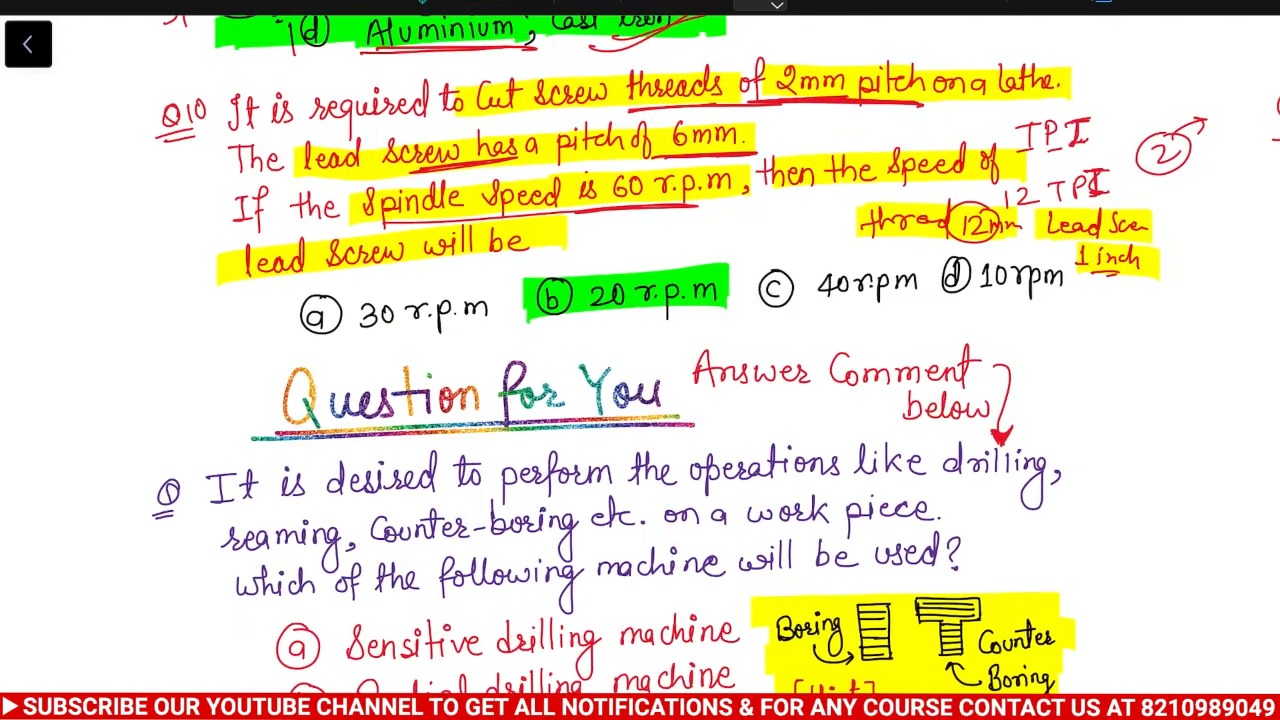 d Aluminium, Cast iron
Q10 It is required to Cut Screw threads of 2mm pitch on a lathe.
The lead screw has a pitch of 6mm.
If the spindle speed is 60 r.p.m, then the speed of
lead screw will be
TPI
12 TPI
2
thread 12mm
Lead Scre
1 inch
a 30 r.p.m b 20 r.p.m c 40 r.p.m d 10 rpm
Question for You
Answer Comment
below
Q It is desired to perform the operations like drilling,
reaming, Counter-boring etc. on a work piece.
which of the following machine will be used?
a Sensitive drilling machine
drilling machine
Boring
Counter
Boring
[Hint]
▶ SUBSCRIBE OUR YOUTUBE CHANNEL TO GET ALL NOTIFICATIONS & FOR ANY COURSE CONTACT US AT 8210989049